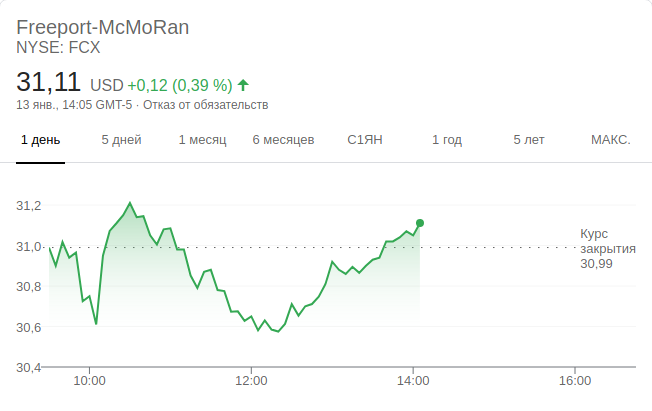 Freeport-McMoRan
NYSE: FCX
31,11 USD +0,12 (0,39 %)
13 янв., 14:05 GMT-5 · Отказ от обязательств
1 день 5 дней 1 месяц 6 месяцев С1ЯН 1 год 5 лет МАКС.
31,2
31,0
30,8
30,6
30,4
Курс
закрытия
30,99
10:00 12:00 14:00 16:00